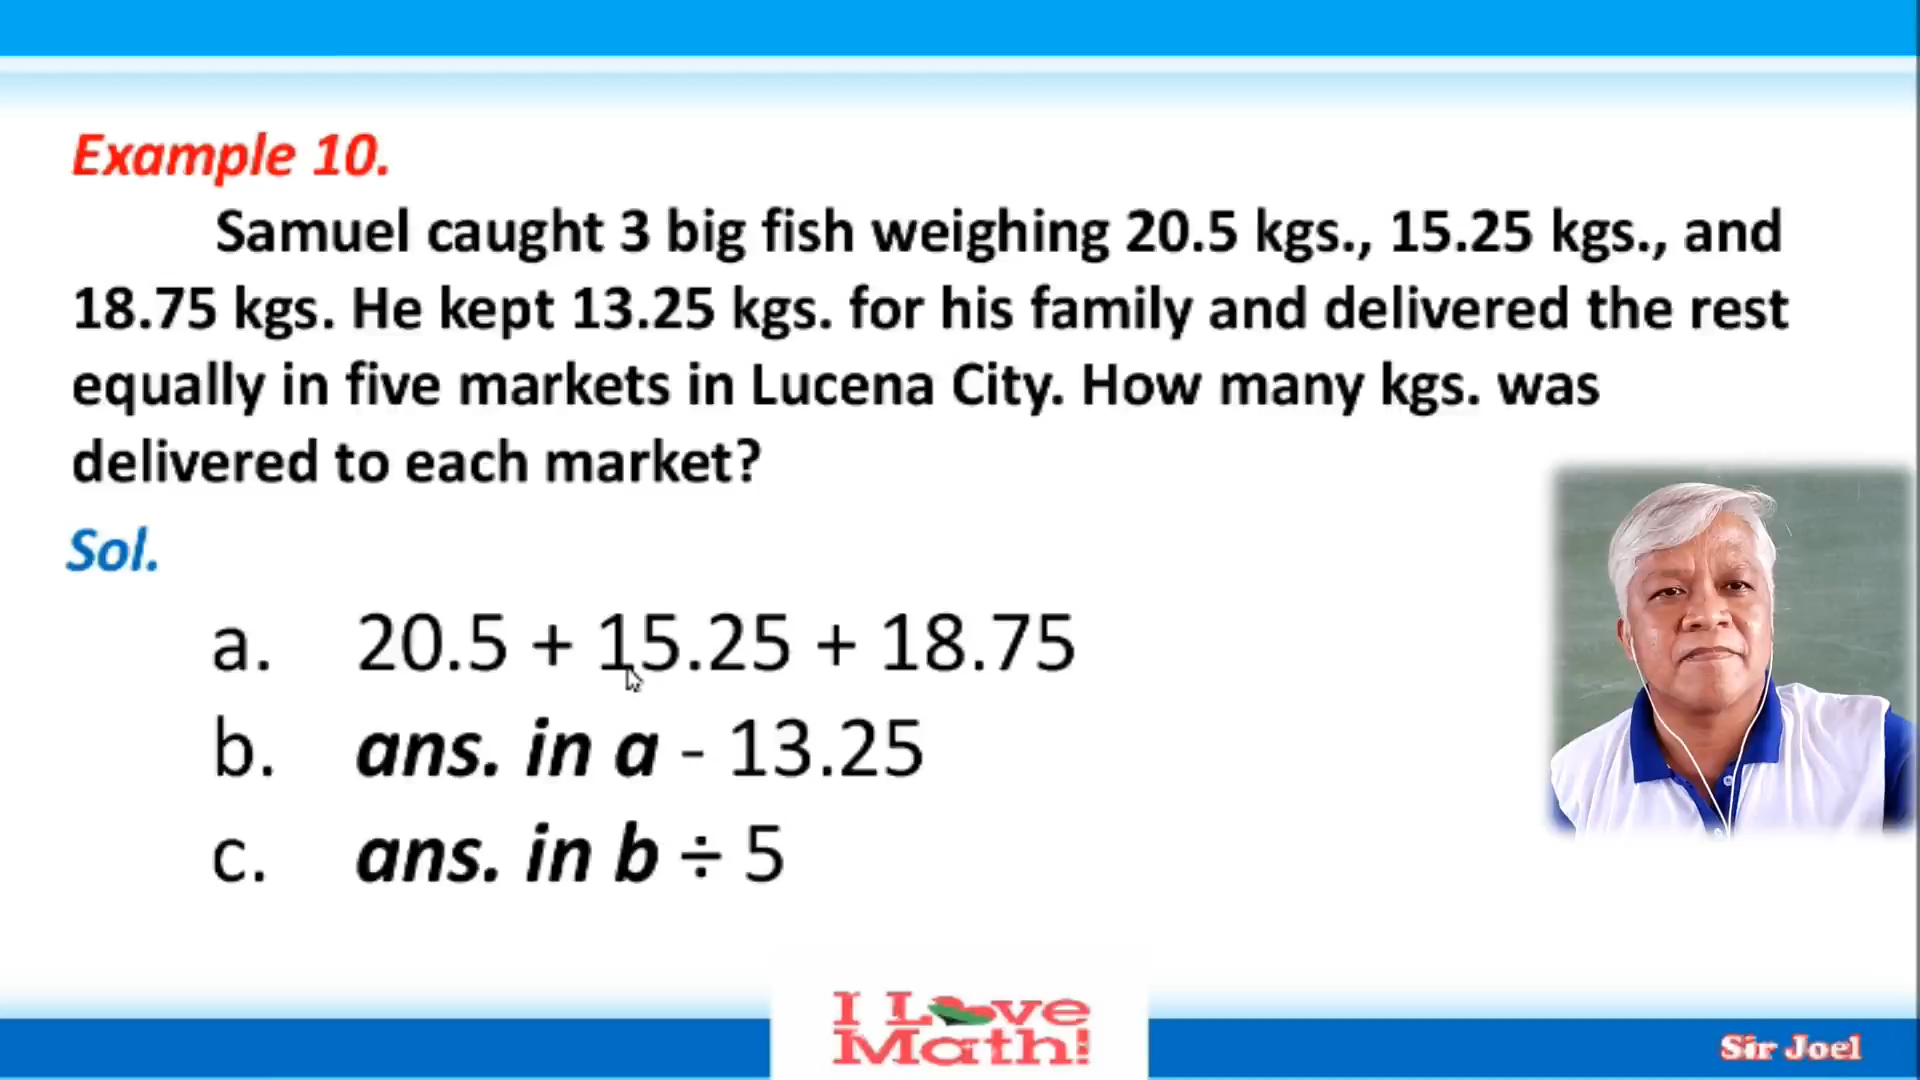 Example 10.
Samuel caught 3 big fish weighing 20.5 kgs., 15.25 kgs., and
18.75 kgs. He kept 13.25 kgs. for his family and delivered the rest
equally in five markets in Lucena City. How many kgs. was
delivered to each market?
Sol.
a. 20.5 + 15.25 + 18.75
b. ans. in a - 13.25
c. ans. in b ÷ 5
I Love
Math!
Sir Joel